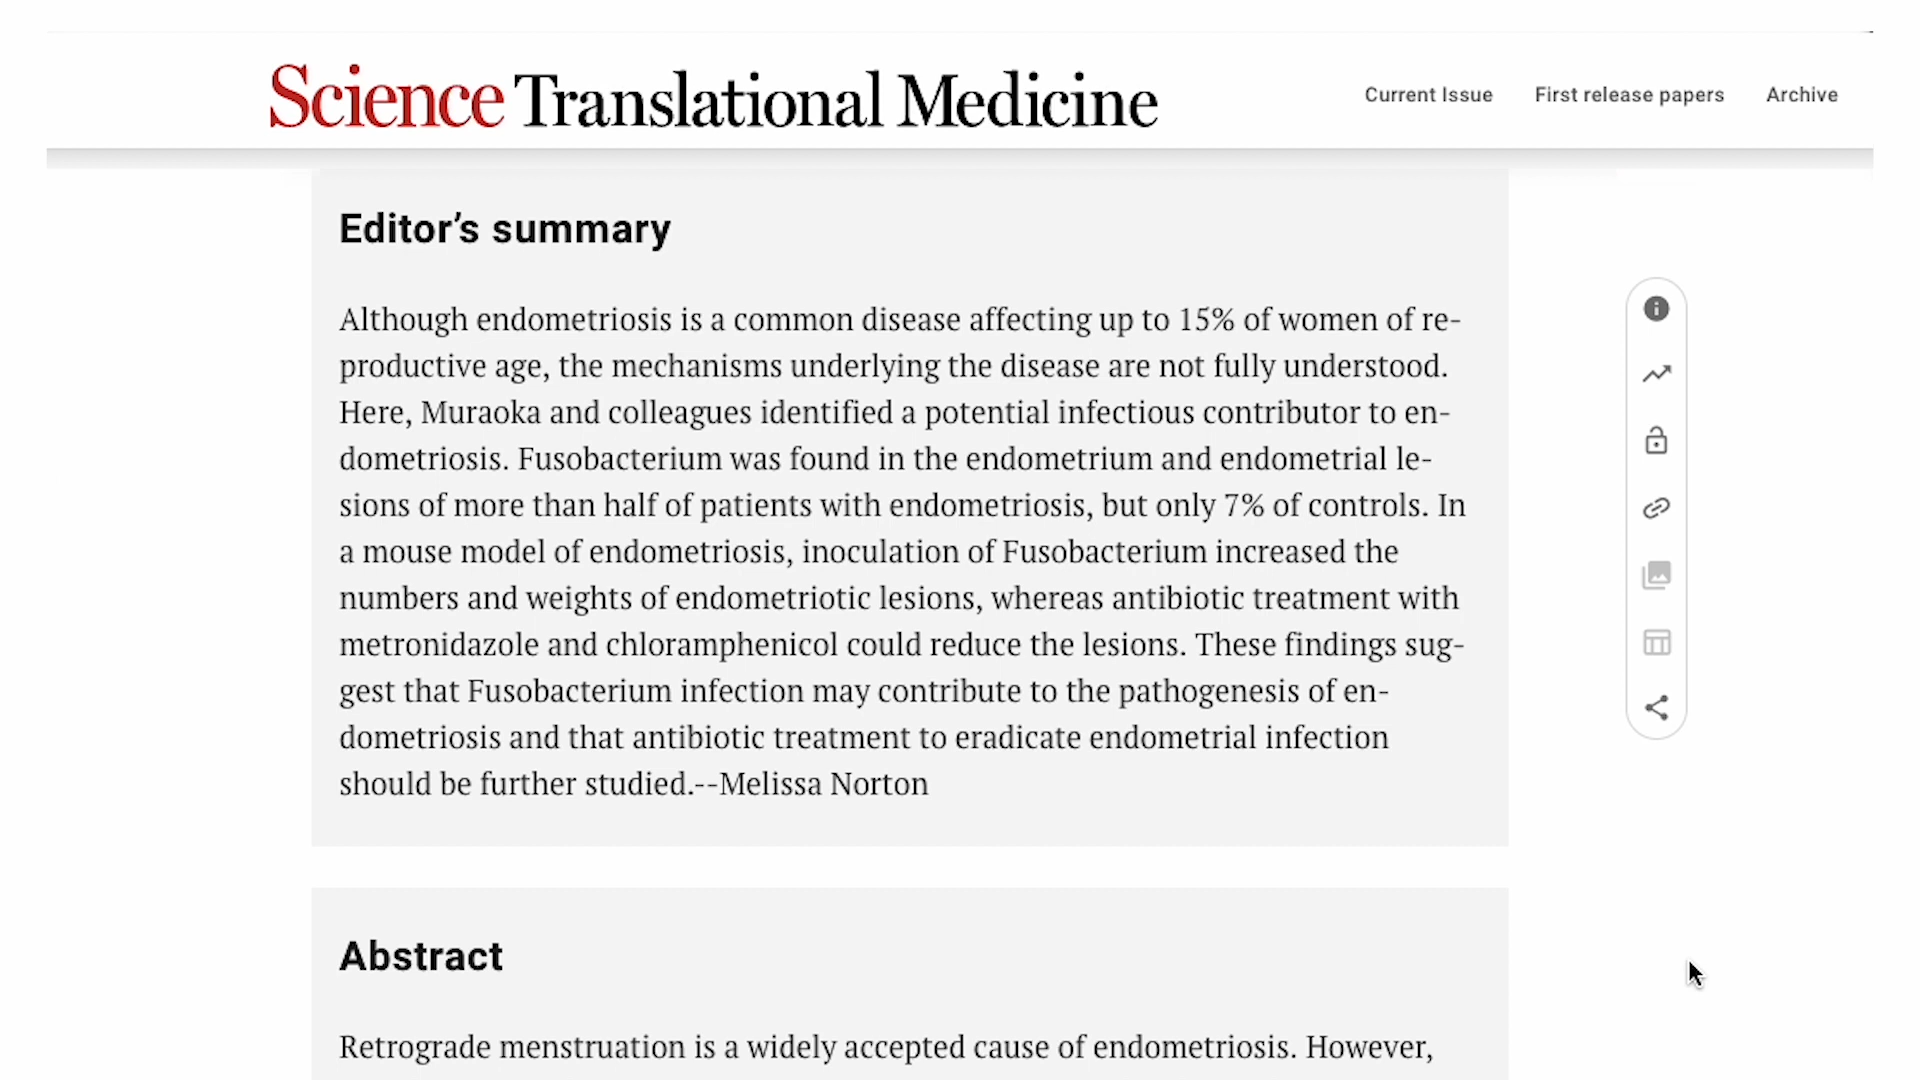 Science Translational Medicine
Current Issue First release papers Archive
Editor’s summary
Although endometriosis is a common disease affecting up to 15% of women of re-
productive age, the mechanisms underlying the disease are not fully understood.
Here, Muraoka and colleagues identified a potential infectious contributor to en-
dometriosis. Fusobacterium was found in the endometrium and endometrial le-
sions of more than half of patients with endometriosis, but only 7% of controls. In
a mouse model of endometriosis, inoculation of Fusobacterium increased the
numbers and weights of endometriotic lesions, whereas antibiotic treatment with
metronidazole and chloramphenicol could reduce the lesions. These findings sug-
gest that Fusobacterium infection may contribute to the pathogenesis of en-
dometriosis and that antibiotic treatment to eradicate endometrial infection
should be further studied.--Melissa Norton
Abstract
Retrograde menstruation is a widely accepted cause of endometriosis. However,